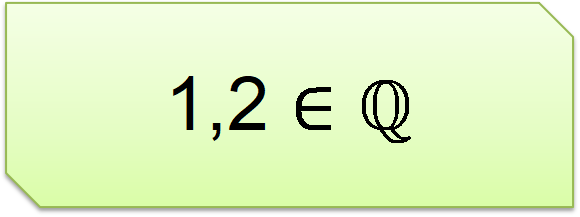 1,2 ∈ ℚ